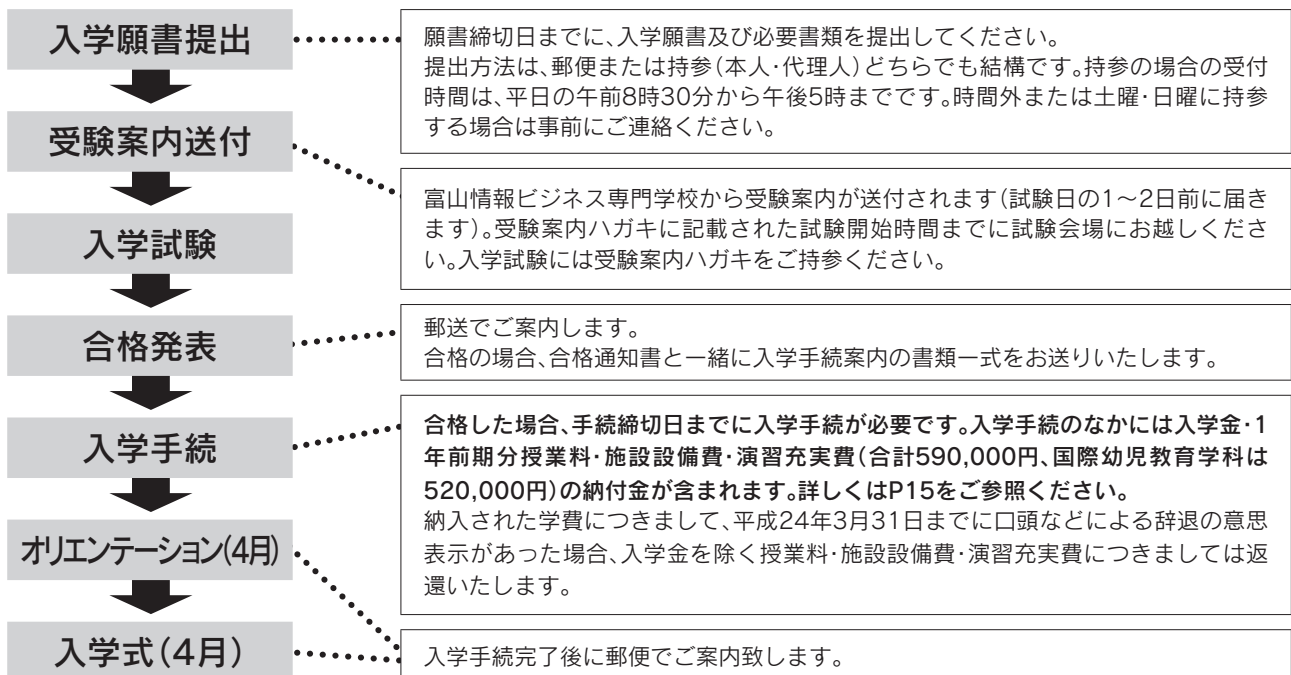 入学願書提出
願書締切日までに、入学願書及び必要書類を提出してください。
提出方法は、郵便または持参（本人・代理人）どちらでも結構です。持参の場合の受付
時間は、平日の午前8時30分から午後5時までです。時間外または土曜・日曜に持参
する場合は事前にご連絡ください。
受験案内送付
富山情報ビジネス専門学校から受験案内が送付されます（試験日の1～2日前に届き
ます）。受験案内ハガキに記載された試験開始時間までに試験会場にお越しくださ
い。入学試験には受験案内ハガキをご持参ください。
入学試験
合格発表
郵送でご案内します。
合格の場合、合格通知書と一緒に入学手続案内の書類一式をお送りいたします。
入学手続
合格した場合、手続締切日までに入学手続が必要です。入学手続のなかには入学金・1
年前期分授業料・施設設備費・演習充実費（合計590,000円、国際幼児教育学科は
520,000円）の納付金が含まれます。詳しくはP15をご参照ください。
納入された学費につきまして、平成24年3月31日までに口頭などによる辞退の意思
表示があった場合、入学金を除く授業料・施設設備費・演習充実費につきましては返
還いたします。
オリエンテーション(4月)
入学式(4月)
入学手続完了後に郵便でご案内致します。